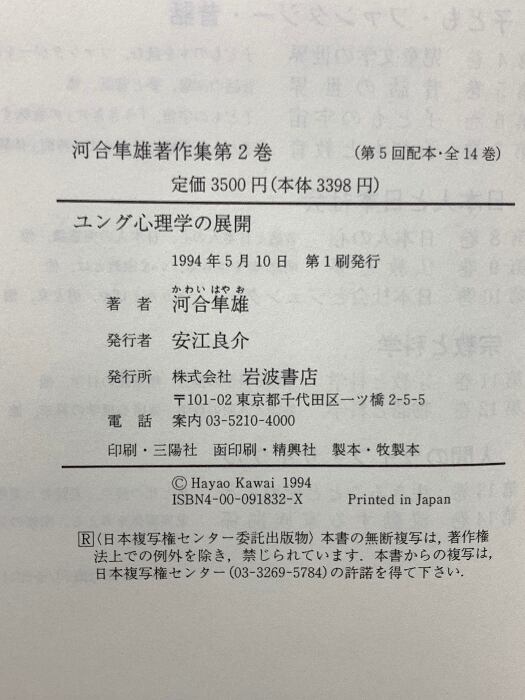 河合隼雄著作集第2巻 (第5回配本・全14巻)
定価3500円(本体3398円)
ユング心理学の展開
1994年5月10日 第1刷発行
かわい はやお
著者 河合隼雄
発行者 安江良介
発行所 株式会社 岩波書店
〒101-02 東京都千代田区一ツ橋2-5-5
電話 案内03-5210-4000
印刷・三陽社 函印刷・精興社 製本・牧製本
© Hayao Kawai 1994
ISBN4-00-091832-X Printed in Japan
R〈日本複写権センター委託出版物〉本書の無断複写は,著作権
法上での例外を除き,禁じられています.本書からの複写は,
日本複写権センター(03-3269-5784)の許諾を得て下さい.